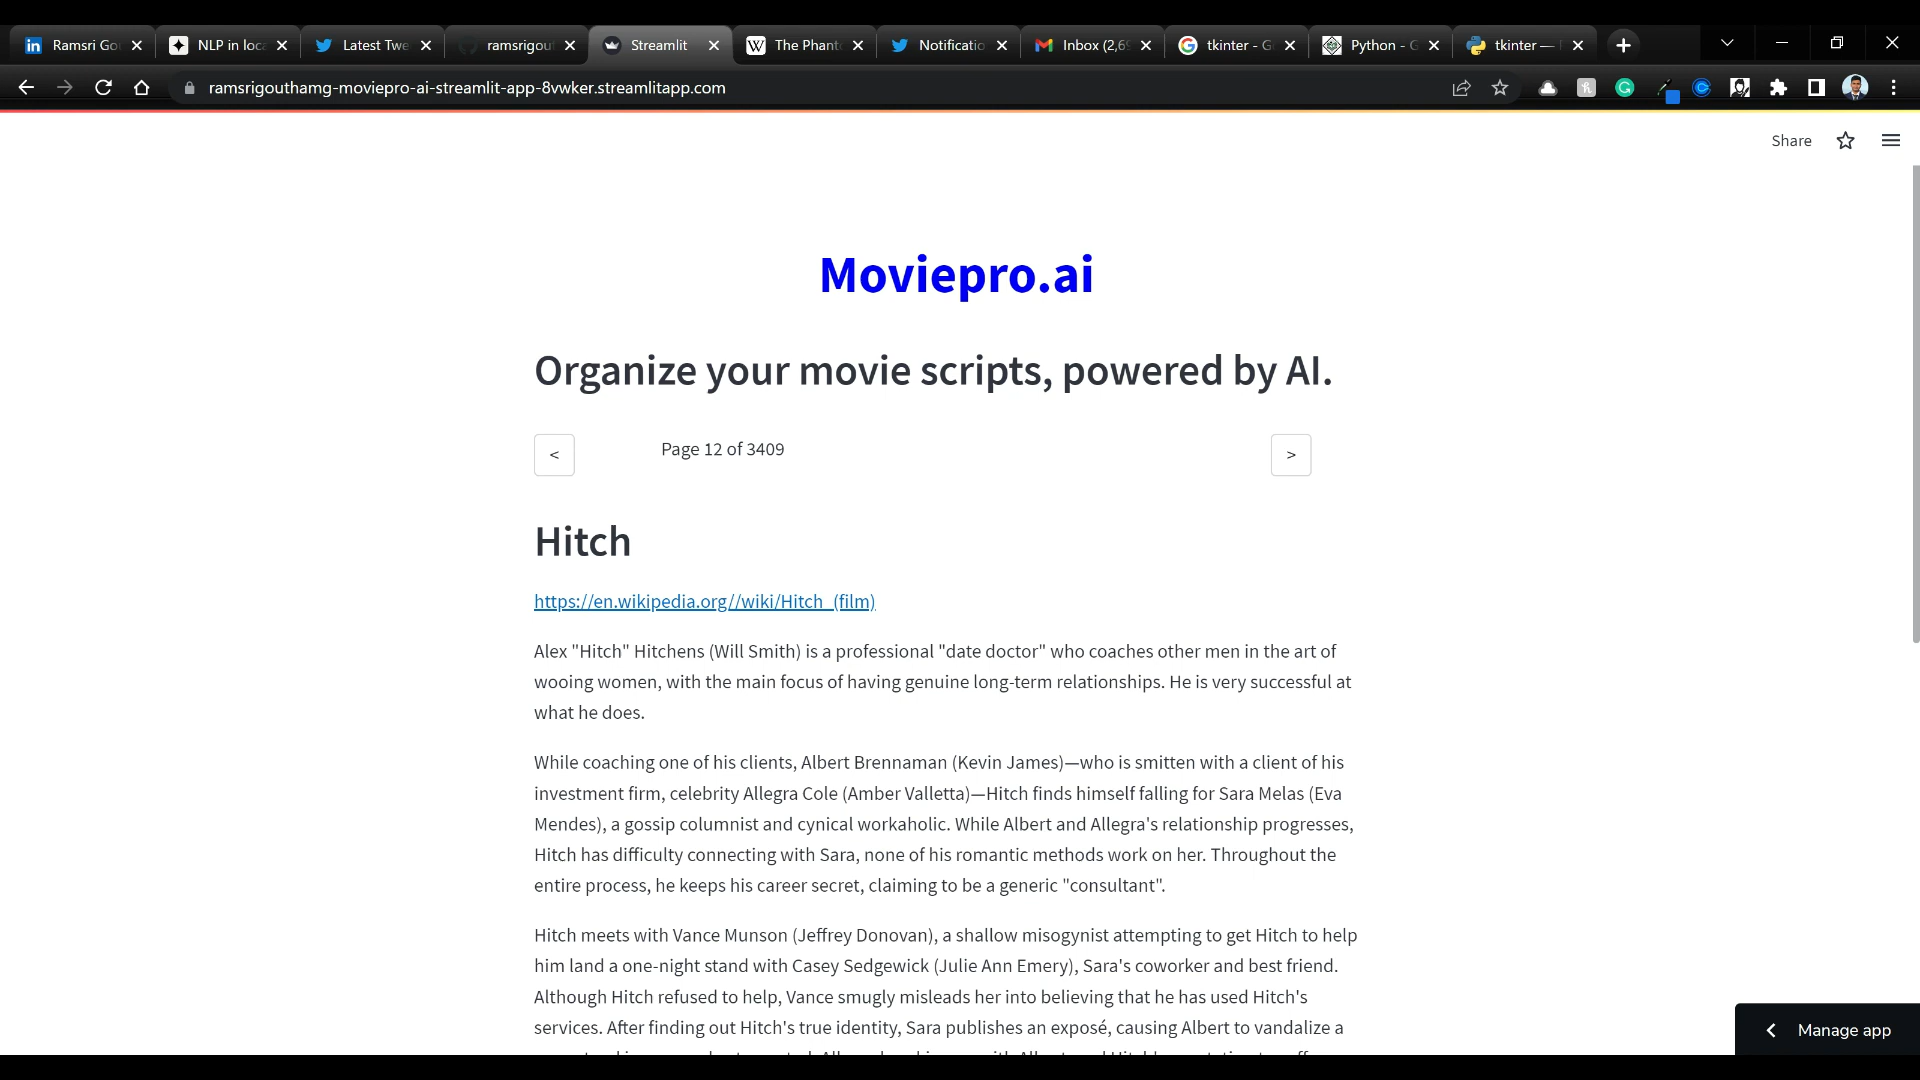 Ramsri Go
NLP in loca
Latest Twe
ramsrigout
Streamlit
The Phant
Notificatio
Inbox (2,69
tkinter - G
Python - G
tkinter —
ramsrigouthamg-moviepro-ai-streamlit-app-8vwker.streamlitapp.com
Share
Moviepro.ai
Organize your movie scripts, powered by AI.
<
Page 12 of 3409
>
Hitch
https://en.wikipedia.org//wiki/Hitch_(film)
Alex "Hitch" Hitchens (Will Smith) is a professional "date doctor" who coaches other men in the art of
wooing women, with the main focus of having genuine long-term relationships. He is very successful at
what he does.
While coaching one of his clients, Albert Brennaman (Kevin James)—who is smitten with a client of his
investment firm, celebrity Allegra Cole (Amber Valletta)—Hitch finds himself falling for Sara Melas (Eva
Mendes), a gossip columnist and cynical workaholic. While Albert and Allegra's relationship progresses,
Hitch has difficulty connecting with Sara, none of his romantic methods work on her. Throughout the
entire process, he keeps his career secret, claiming to be a generic "consultant".
Hitch meets with Vance Munson (Jeffrey Donovan), a shallow misogynist attempting to get Hitch to help
him land a one-night stand with Casey Sedgewick (Julie Ann Emery), Sara's coworker and best friend.
Although Hitch refused to help, Vance smugly misleads her into believing that he has used Hitch's
services. After finding out Hitch's true identity, Sara publishes an exposé, causing Albert to vandalize a
Manage app